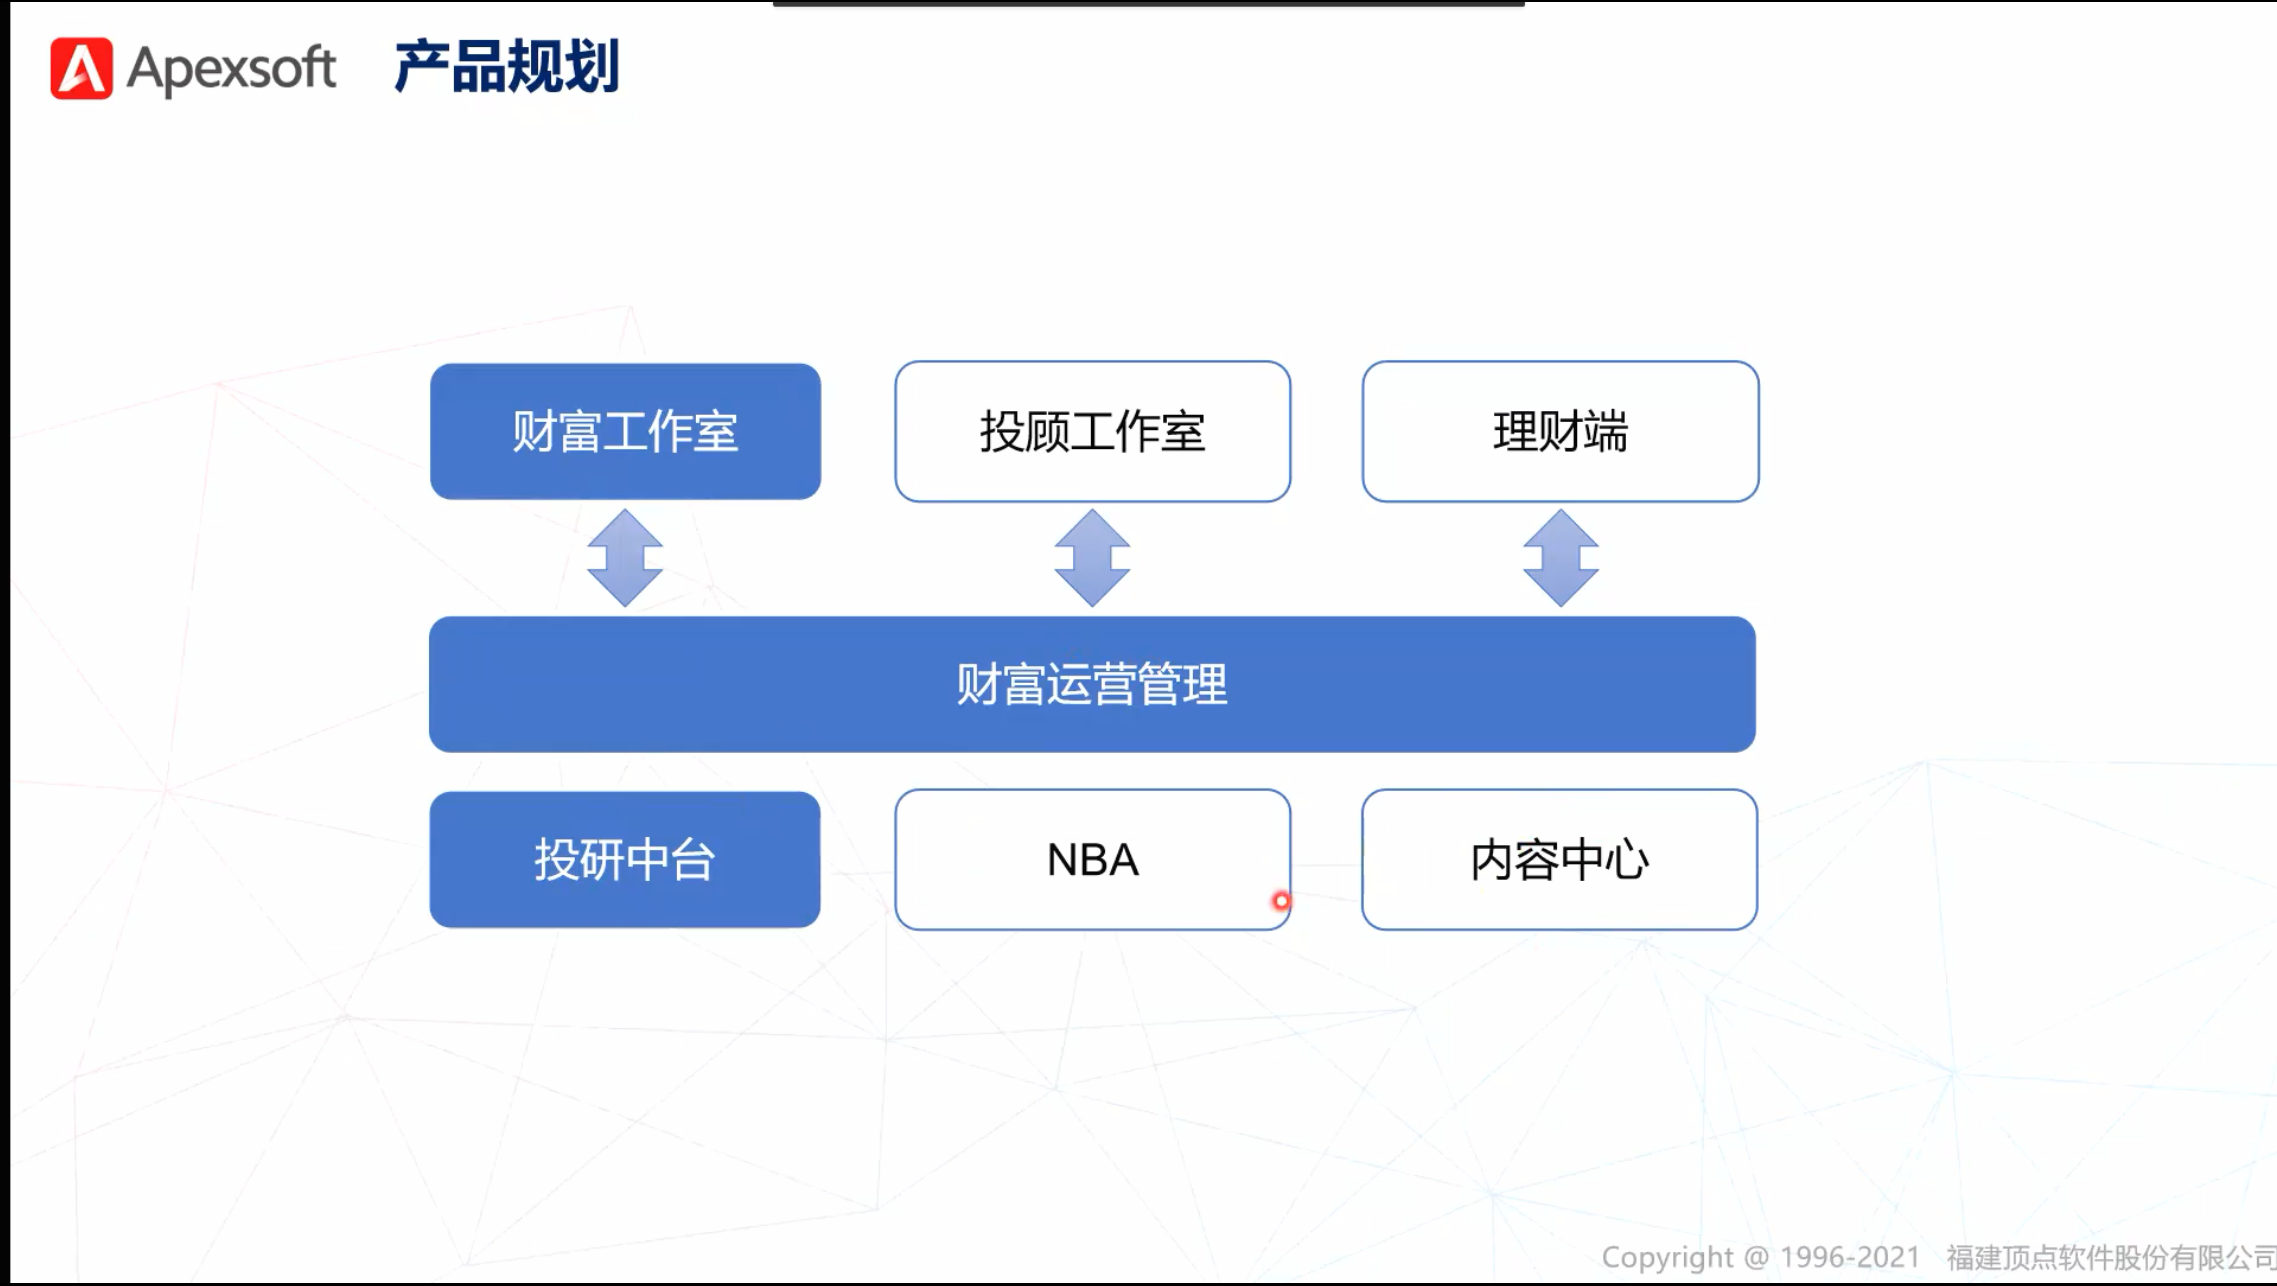 Apexsoft 产品规划
财富工作室 投顾工作室 理财端
财富运营管理
投研中台 NBA 内容中心
Copyright @ 1996-2021 福建顶点软件股份有限公司